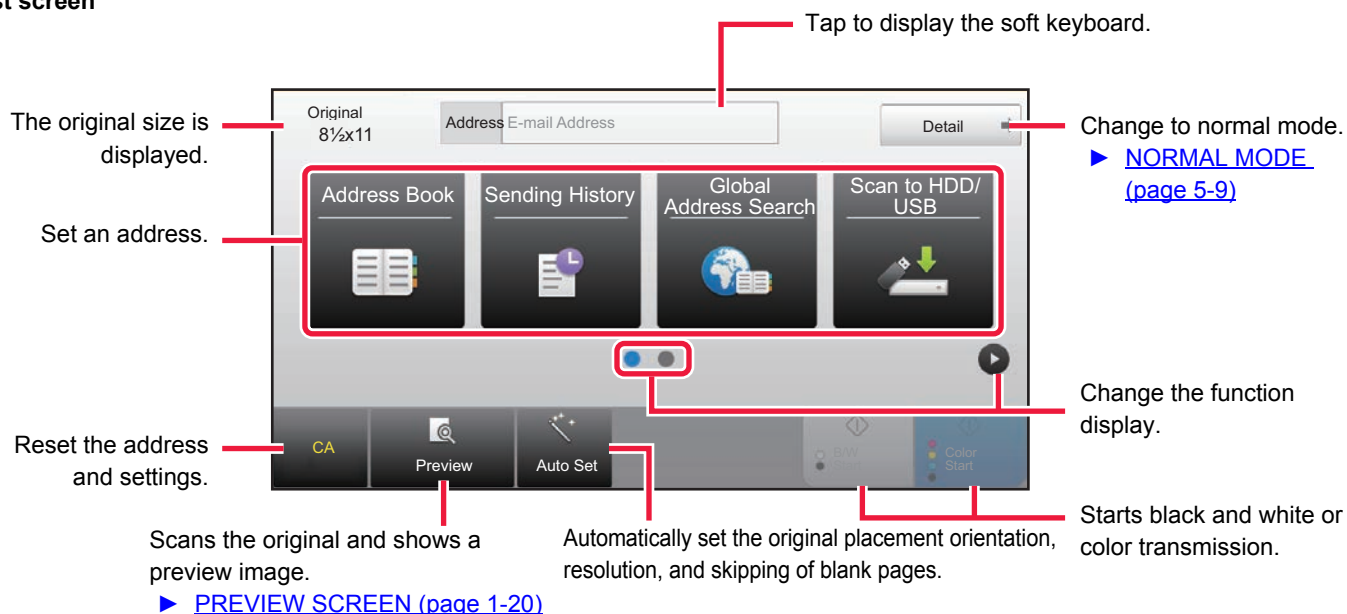 st screen
Tap to display the soft keyboard.
The original size is
displayed.
Original
8½x11
Address E-mail Address
Detail
Change to normal mode.
► NORMAL MODE
(page 5-9)
Set an address.
Address Book
Sending History
Global
Address Search
Scan to HDD/
USB
Change the function
display.
Reset the address
and settings.
CA
Preview
Auto Set
B/W
Start
Color
Start
Starts black and white or
color transmission.
Scans the original and shows a
preview image.
► PREVIEW SCREEN (page 1-20)
Automatically set the original placement orientation,
resolution, and skipping of blank pages.